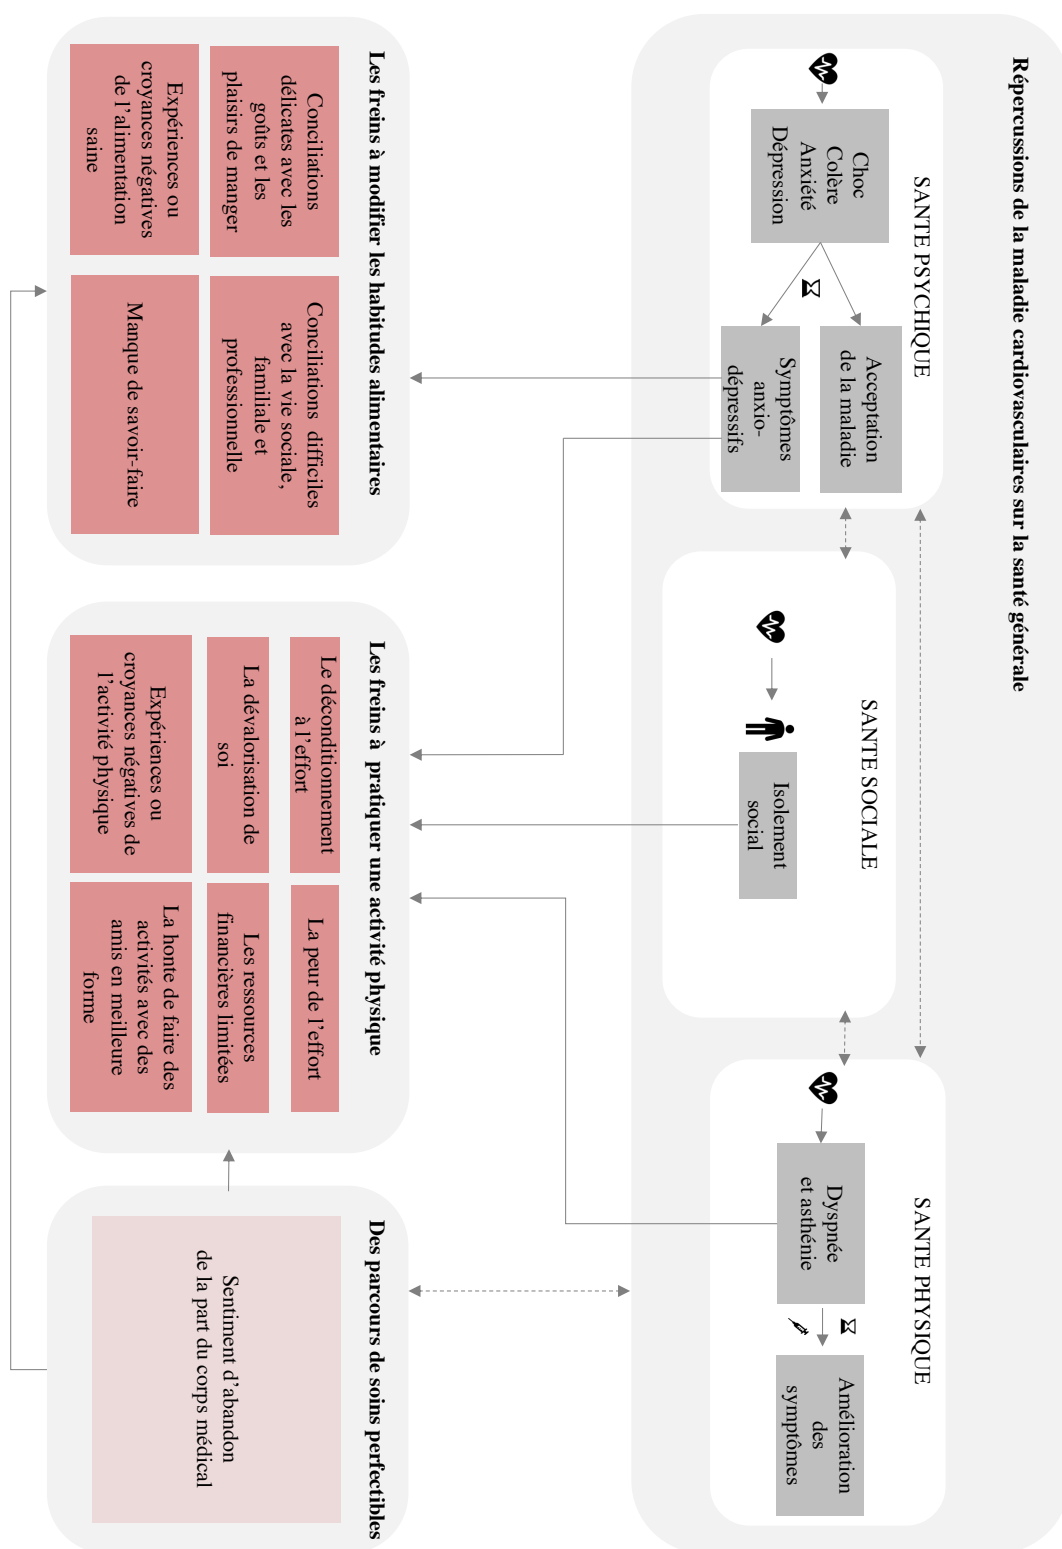 Répercussions de la maladie cardiovasculaires sur la santé générale
SANTE PSYCHIQUE
Choc
Colère
Anxiété
Dépression
Acceptation
de la maladie
Symptômes
anxio-
dépressifs
SANTE SOCIALE
Isolement
social
SANTE PHYSIQUE
Dyspnée
et asthénie
Amélioration
des
symptômes
Les freins à modifier les habitudes alimentaires
Conciliations
délicates avec les
goûts et les
plaisirs de manger
Conciliations difficiles
avec la vie sociale,
familiale et
professionnelle
Expériences ou
croyances négatives
de l'alimentation
saine
Manque de savoir-faire
Les freins à pratiquer une activité physique
Le déconditionnement
à l'effort
La peur de l'effort
La dévalorisation de
soi
Les ressources
financières limitées
Expériences ou
croyances négatives de
l'activité physique
La honte de faire des
activités avec des
amis en meilleure
forme
Des parcours de soins perfectibles
Sentiment d'abandon
de la part du corps médical